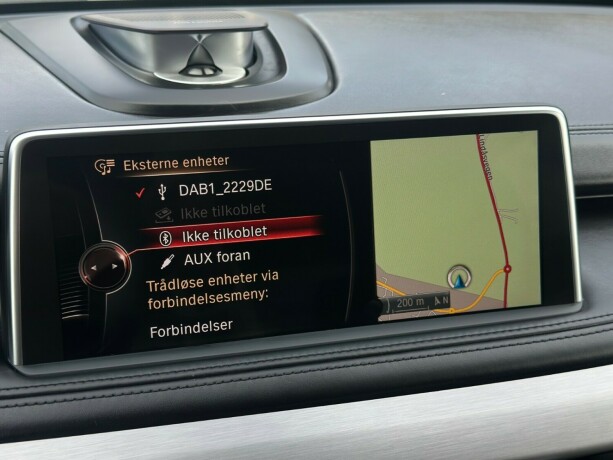 Eksterne enheter
DAB1_2229DE
Ikke tilkoblet
Ikke tilkoblet
AUX foran
Trådløse enheter via
forbindelsesmeny:
Forbindelser
200 m
N